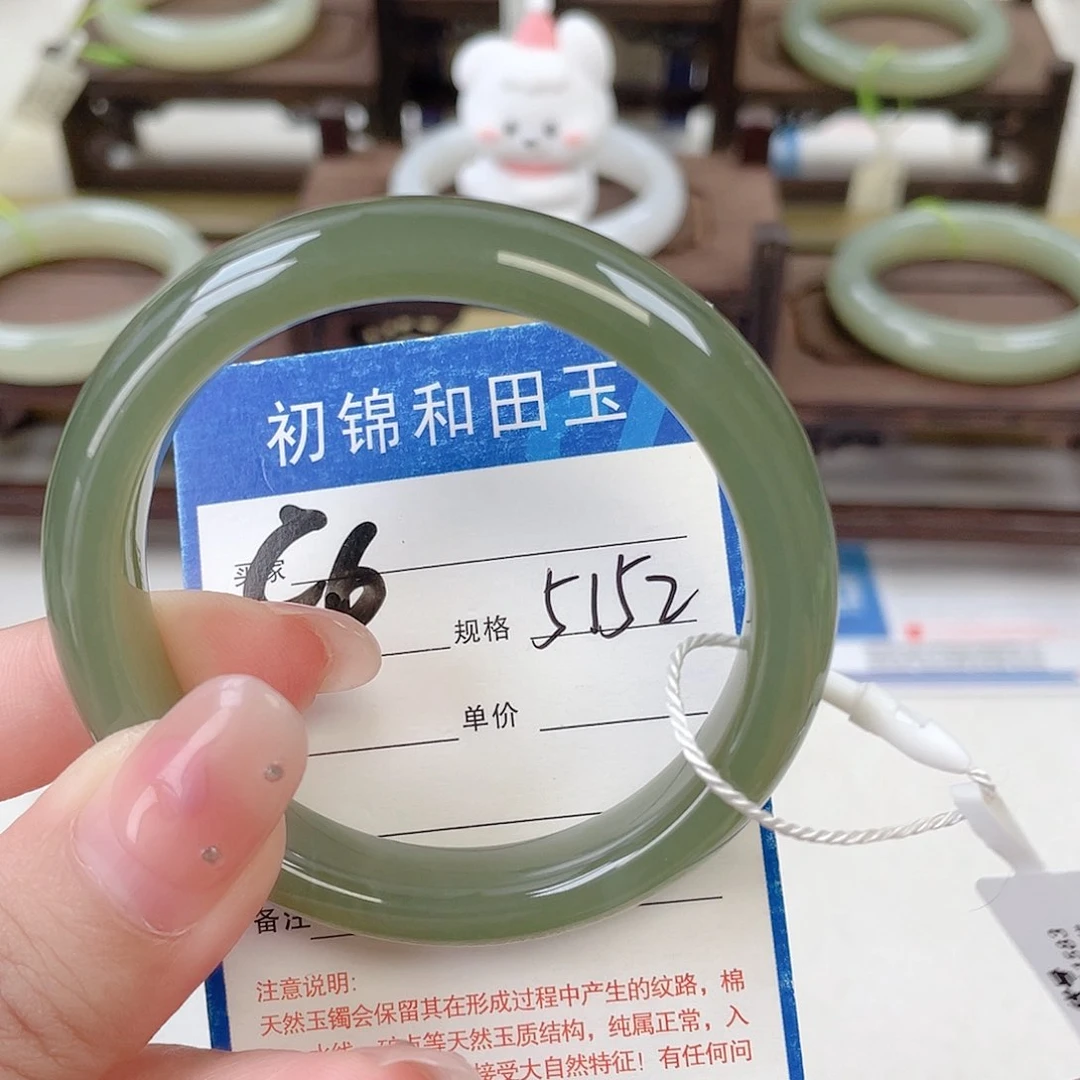 初锦和田玉
买家 C6
规格 5152
单价
备注
注意说明:
天然玉镯会保留其在形成过程中产生的纹路，棉
等天然玉质结构，纯属正常，入
接受大自然特征！有任何问